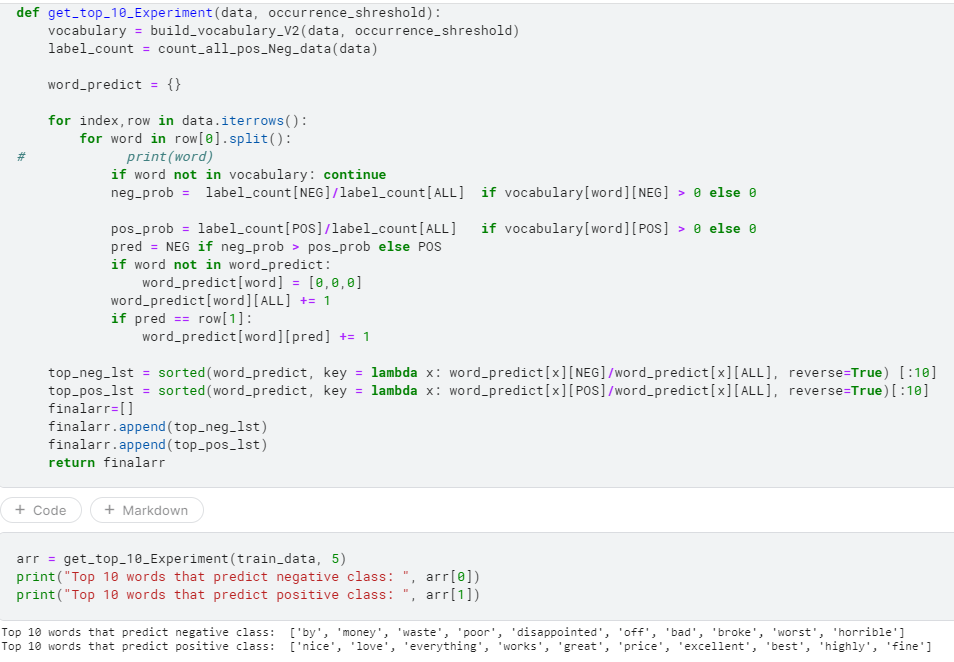 def get_top_10_Experiment(data, occurrence_shreshold):
    vocabulary = build_vocabulary_V2(data, occurrence_shreshold)
    label_count = count_all_pos_Neg_data(data)
    word_predict = {}
    for index,row in data.iterrows():
        for word in row[0].split():
#             print(word)
            if word not in vocabulary: continue
            neg_prob =  label_count[NEG]/label_count[ALL]  if vocabulary[word][NEG] > 0 else 0
            pos_prob = label_count[POS]/label_count[ALL]   if vocabulary[word][POS] > 0 else 0
            pred = NEG if neg_prob > pos_prob else POS
            if word not in word_predict:
                word_predict[word] = [0,0,0]
            word_predict[word][ALL] += 1
            if pred == row[1]:
                word_predict[word][pred] += 1
    top_neg_lst = sorted(word_predict, key = lambda x: word_predict[x][NEG]/word_predict[x][ALL], reverse=True) [:10]
    top_pos_lst = sorted(word_predict, key = lambda x: word_predict[x][POS]/word_predict[x][ALL], reverse=True)[:10]
    finalarr=[]
    finalarr.append(top_neg_lst)
    finalarr.append(top_pos_lst)
    return finalarr
+ Code + Markdown
arr = get_top_10_Experiment(train_data, 5)
print("Top 10 words that predict negative class: ", arr[0])
print("Top 10 words that predict positive class: ", arr[1])
Top 10 words that predict negative class:  ['by', 'money', 'waste', 'poor', 'disappointed', 'off', 'bad', 'broke', 'worst', 'horrible']
Top 10 words that predict positive class:  ['nice', 'love', 'everything', 'works', 'great', 'price', 'excellent', 'best', 'highly', 'fine']